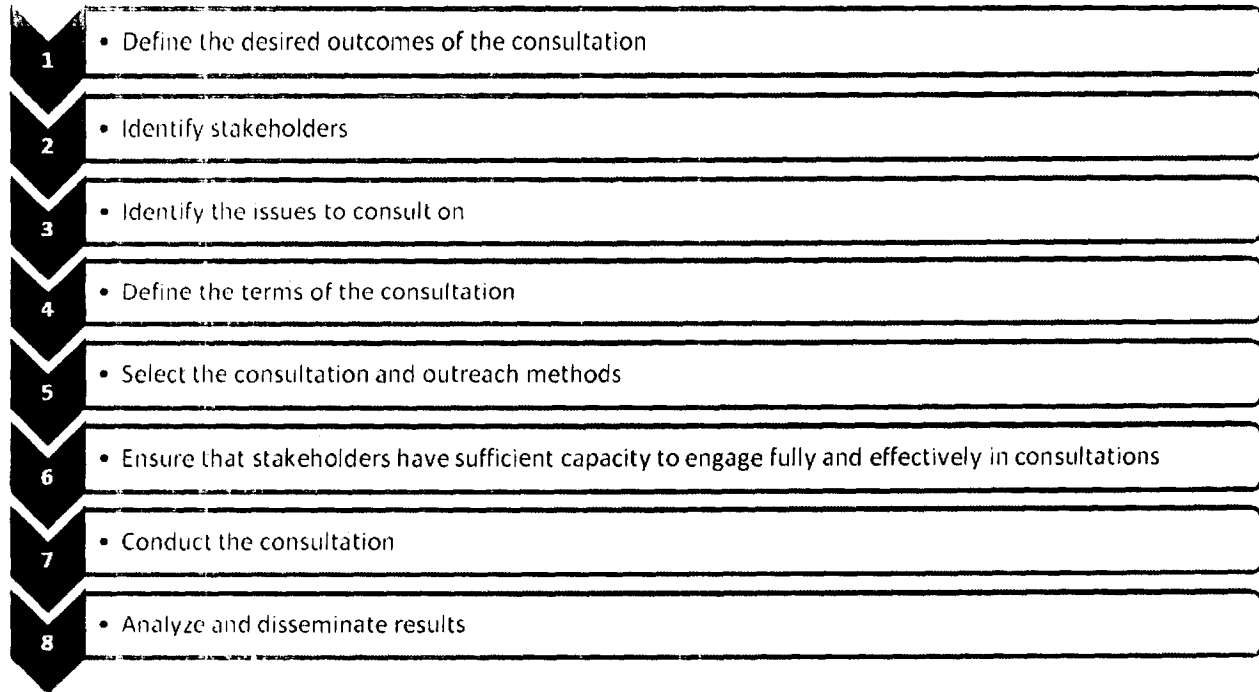 1
• Define the desired outcomes of the consultation
2
• Identify stakeholders
3
• Identify the issues to consult on
4
• Define the terms of the consultation
5
• Select the consultation and outreach methods
6
• Ensure that stakeholders have sufficient capacity to engage fully and effectively in consultations
7
• Conduct the consultation
8
• Analyze and disseminate results